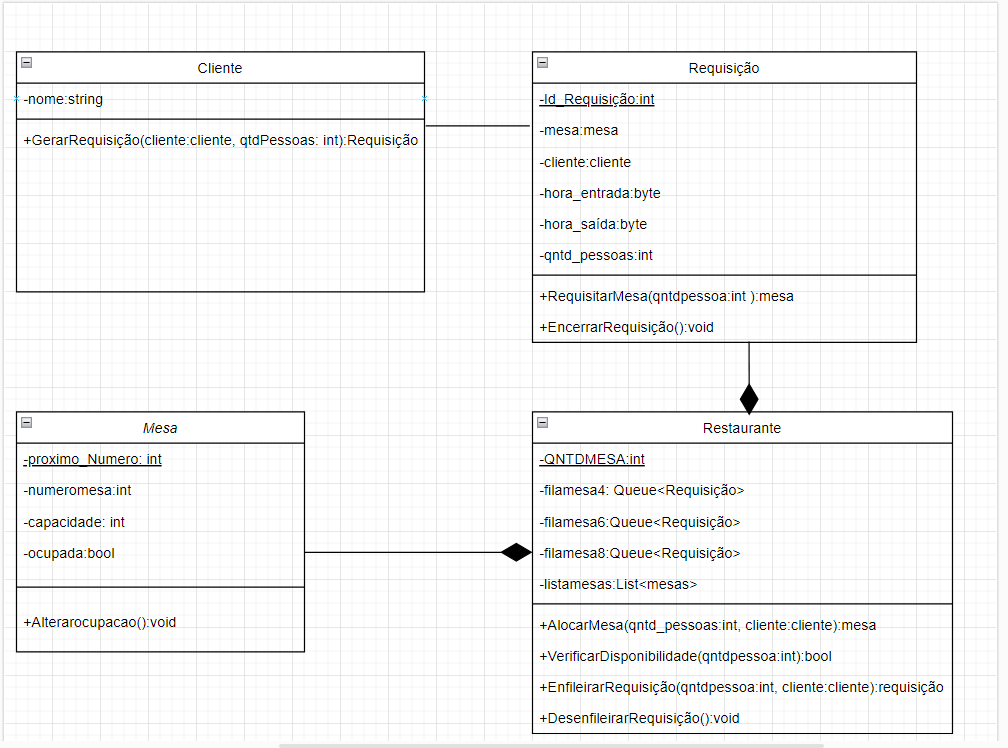 Cliente
-nome:string
+GerarRequisição(cliente:cliente, qtdPessoas: int):Requisição
Requisição
-Id_Requisição:int
-mesa:mesa
-cliente:cliente
-hora_entrada:byte
-hora_saída:byte
-qntd_pessoas:int
+RequisitarMesa(qntdpessoa:int ):mesa
+EncerrarRequisição():void
Mesa
-proximo_Numero: int
-numeromesa:int
-capacidade: int
-ocupada:bool
+Alterarocupacao():void
Restaurante
-QNTDMESA:int
-filamesa4: Queue<Requisição>
-filamesa6:Queue<Requisição>
-filamesa8:Queue<Requisição>
-listamesas:List<mesas>
+AlocarMesa(qntd_pessoas:int, cliente:cliente):mesa
+VerificarDisponibilidade(qntdpessoa:int):bool
+EnfileirarRequisição(qntdpessoa:int, cliente:cliente):requisição
+DesenfileirarRequisição():void